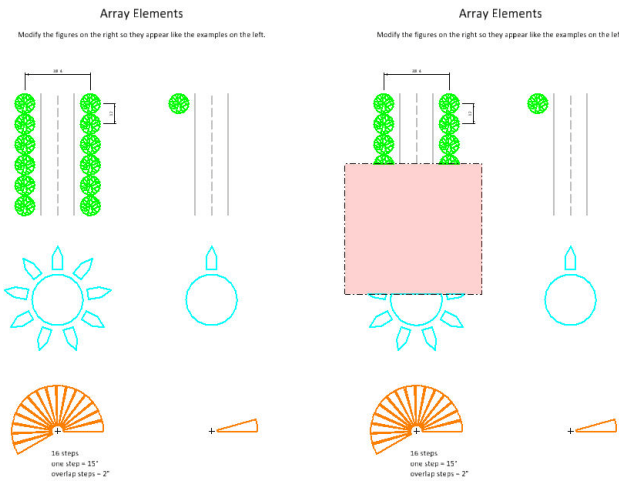 Array Elements
Modify the figures on the right so they appear like the examples on the left.
16 steps
one step = 15°
overlap steps = 2"
Array Elements
Modify the figures on the right so they appear like the examples on the
16 steps
one step = 15°
overlap steps = 2"